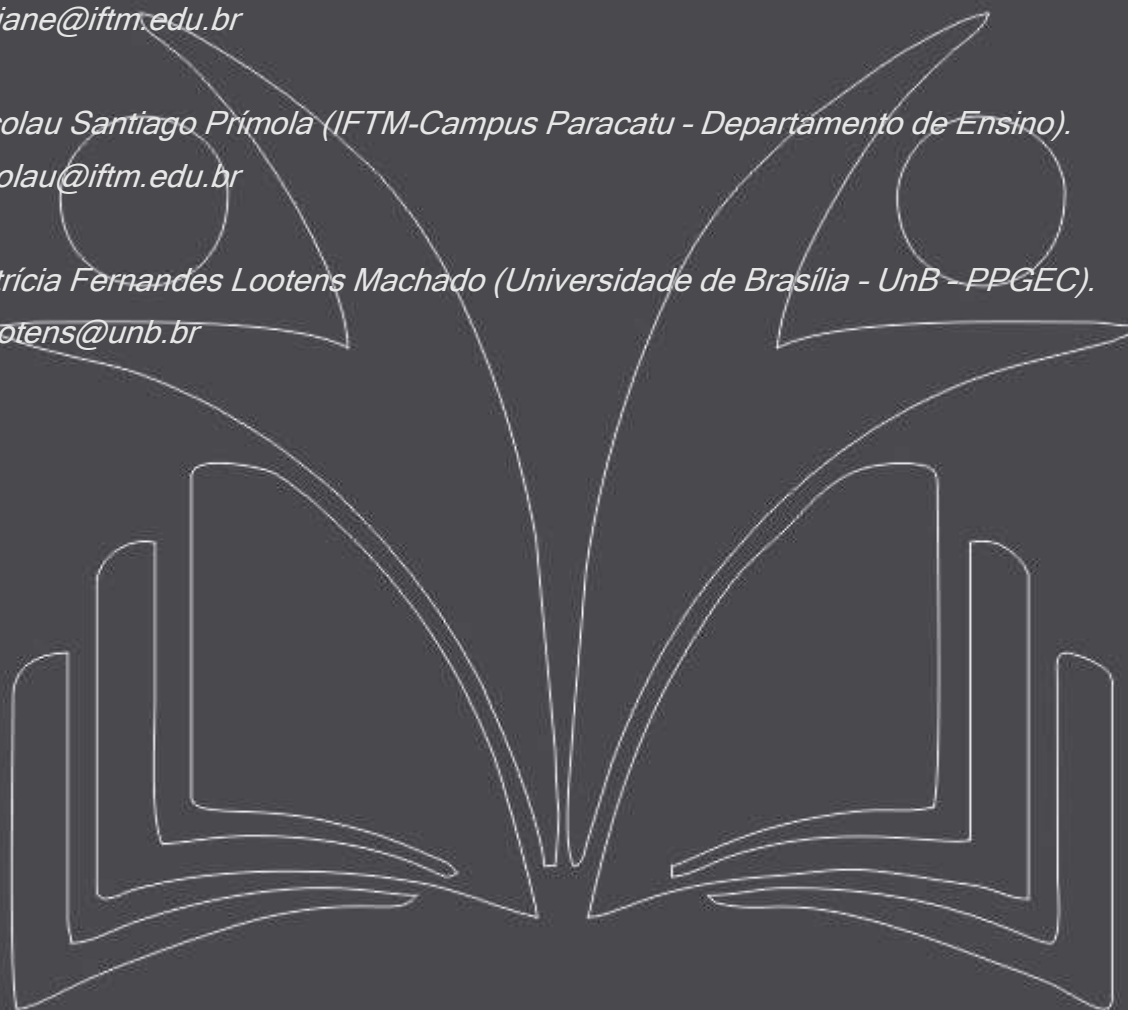 iane@iftm.edu.br
colau Santiago Prímola (IFTM-Campus Paracatu – Departamento de Ensino).
olau@iftm.edu.br
trícia Fernandes Lootens Machado (Universidade de Brasília – UnB – PPGEC).
otens@unb.br